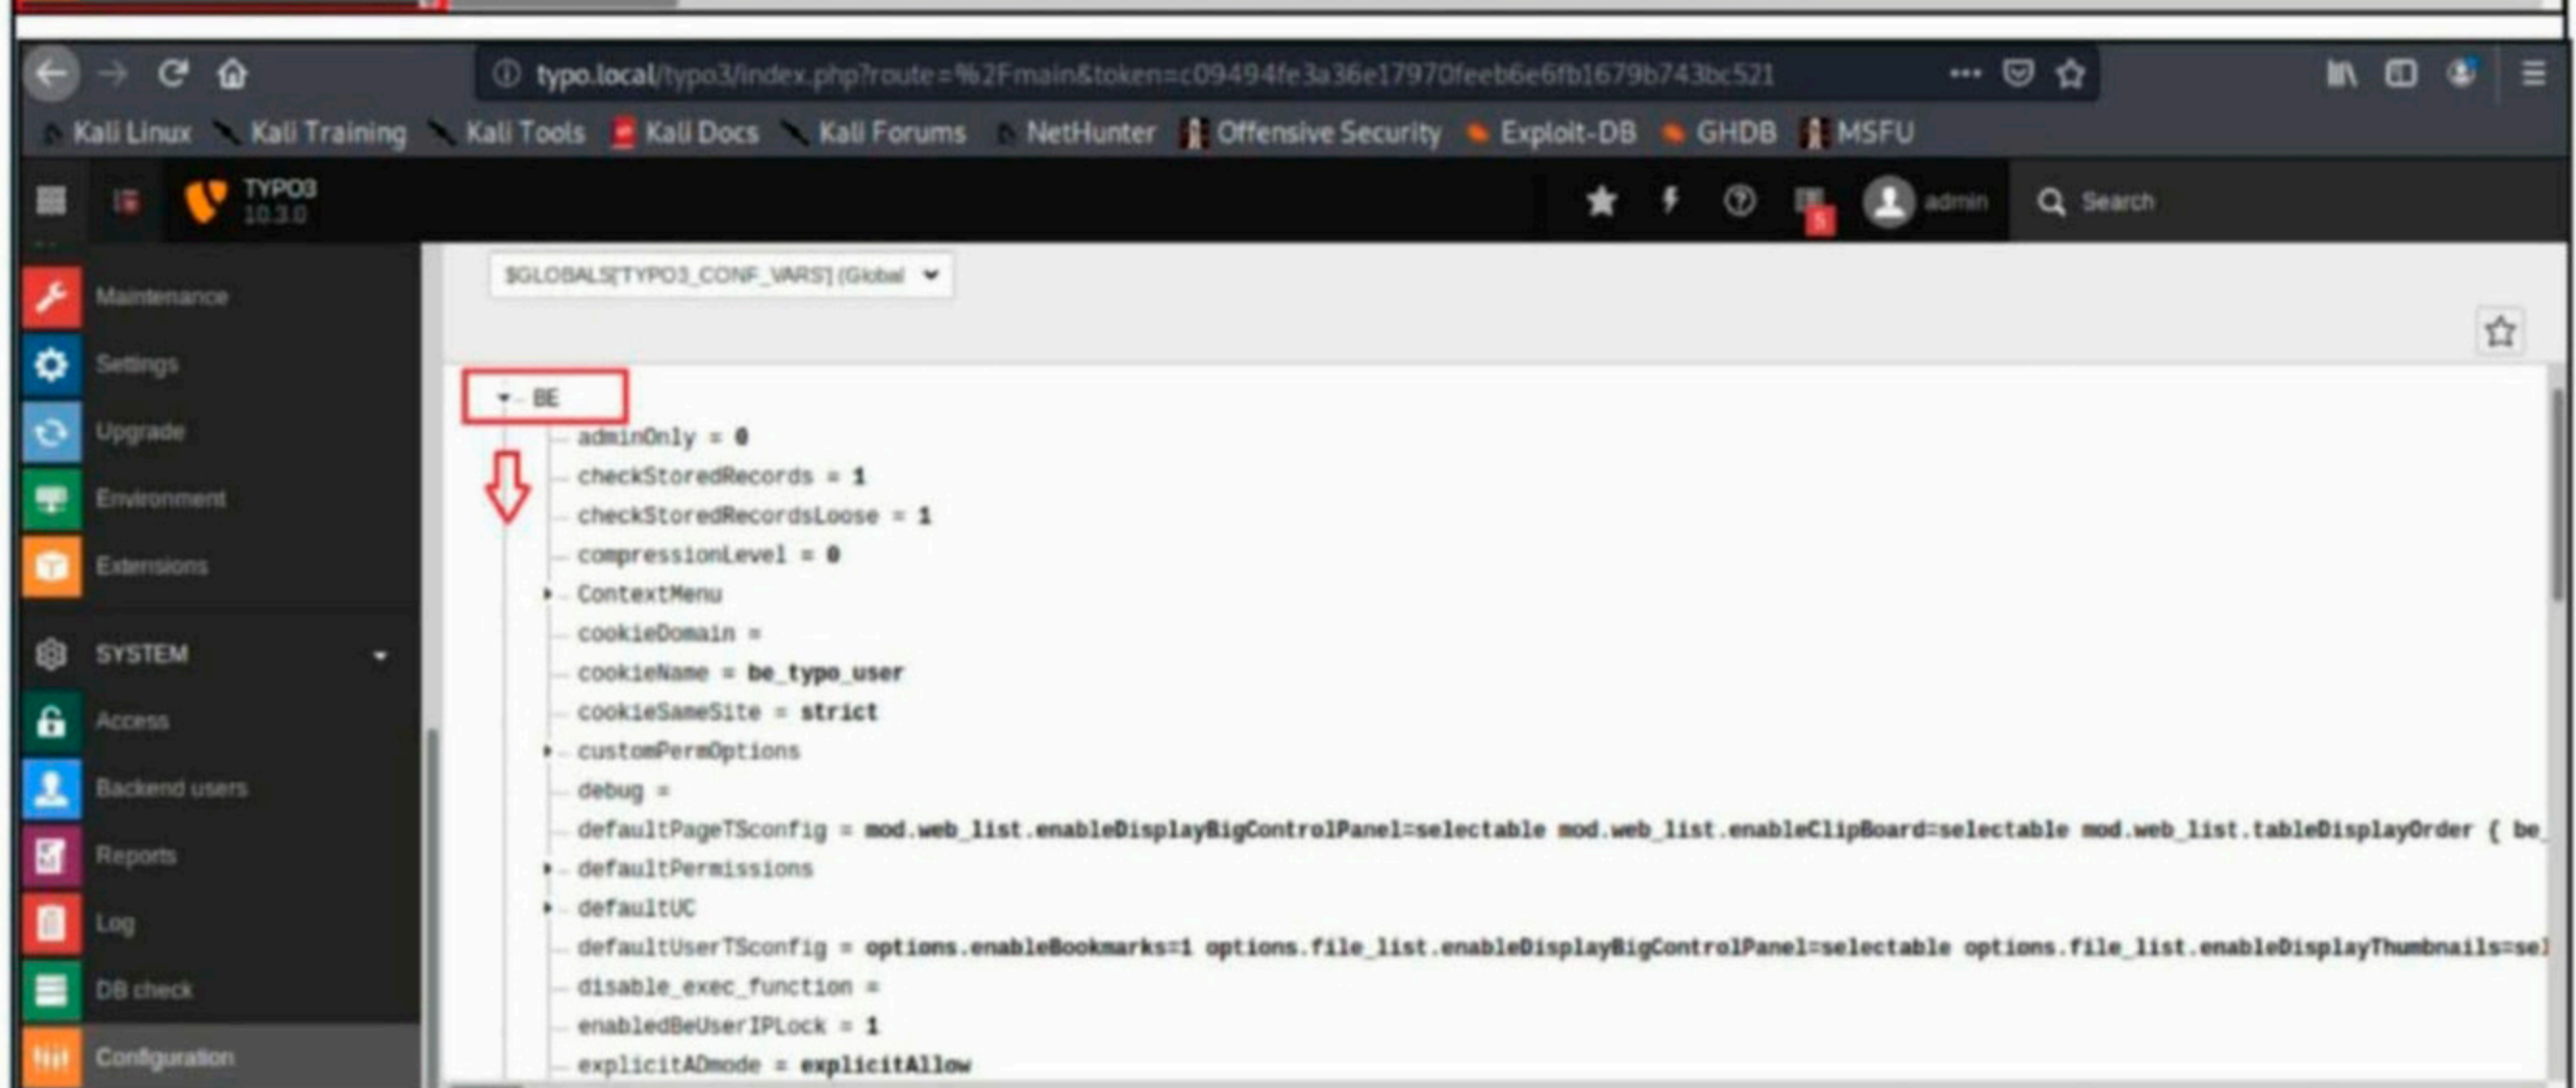 typo.local/typo3/index.php?route=%2Fmain&token=c09494fe3a36e17970feeb6e6fb1679b743bc521
Kali Linux Kali Training Kali Tools Kali Docs Kali Forums NetHunter Offensive Security Exploit-DB GHDB MSFU
TYPO3
10.3.0
5
admin
Search
Maintenance
Settings
Upgrade
Environment
Extensions
SYSTEM
Access
Backend users
Reports
Log
DB check
Configuration
$GLOBALS['TYPO3_CONF_VARS'] (Global
BE
adminOnly = 0
checkStoredRecords = 1
checkStoredRecordsLoose = 1
compressionLevel = 0
ContextMenu
cookieDomain =
cookieName = be_typo_user
cookieSameSite = strict
customPermOptions
debug =
defaultPageTSconfig = mod.web_list.enableDisplayBigControlPanel=selectable mod.web_list.enableClipBoard=selectable mod.web_list.tableDisplayOrder { be_
defaultPermissions
defaultUC
defaultUserTSconfig = options.enableBookmarks=1 options.file_list.enableDisplayBigControlPanel=selectable options.file_list.enableDisplayThumbnails=sel
disable_exec_function =
enabledBeUserIPLock = 1
explicitADmode = explicitAllow